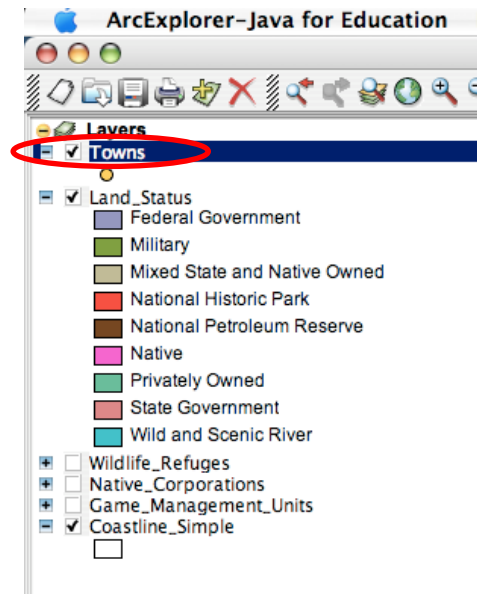 ArcExplorer-Java for Education
Layers
Towns
Land_Status
Federal Government
Military
Mixed State and Native Owned
National Historic Park
National Petroleum Reserve
Native
Privately Owned
State Government
Wild and Scenic River
Wildlife_Refuges
Native_Corporations
Game_Management_Units
Coastline_Simple